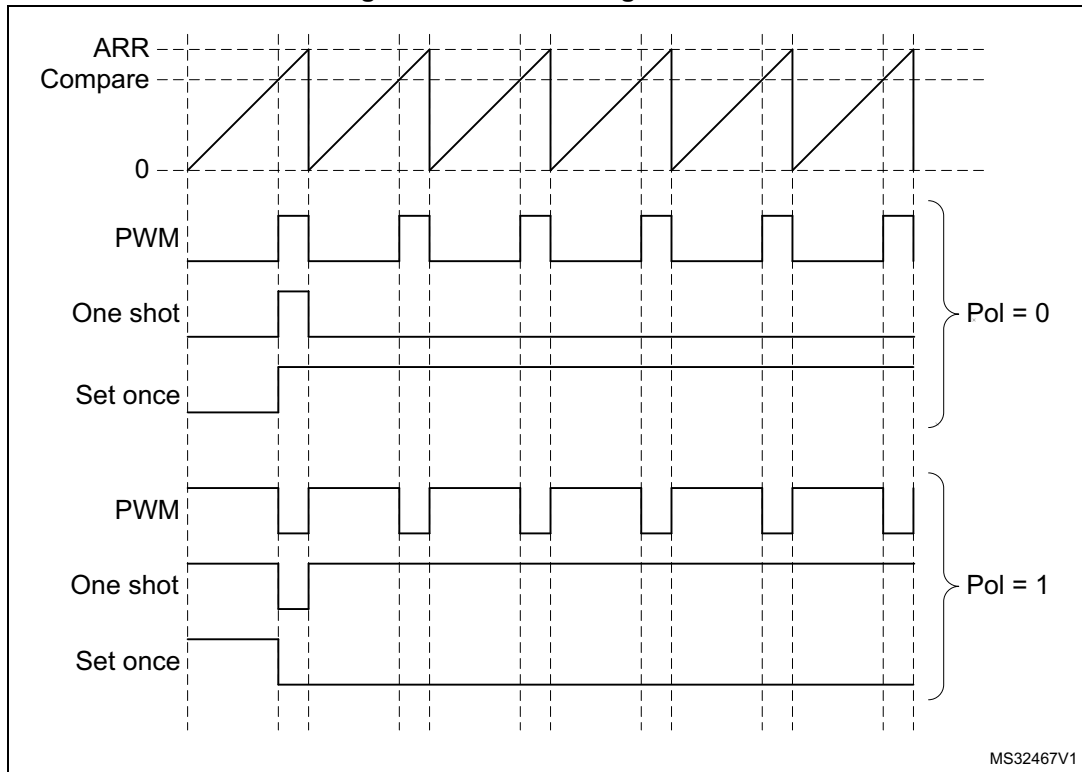 ARR
Compare
0
PWM
One shot
Pol = 0
Set once
PWM
One shot
Pol = 1
Set once
MS32467V1